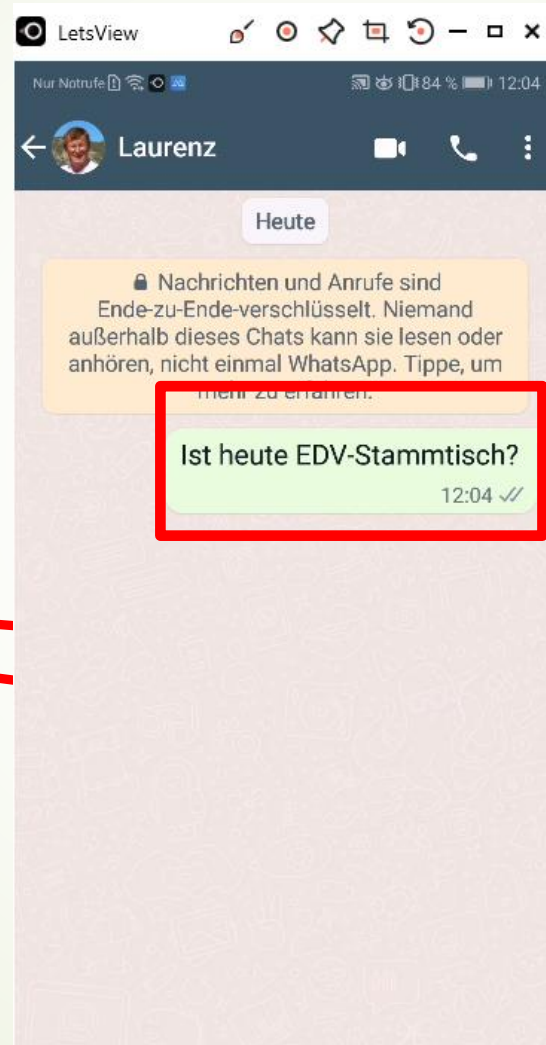 LetsView
Nur Notrufe 84 % 12:04
Laurenz
Heute
Nachrichten und Anrufe sind
Ende-zu-Ende-verschlüsselt. Niemand
außerhalb dieses Chats kann sie lesen oder
anhören, nicht einmal WhatsApp. Tippe, um
mehr zu erfahren.
Ist heute EDV-Stammtisch?
12:04